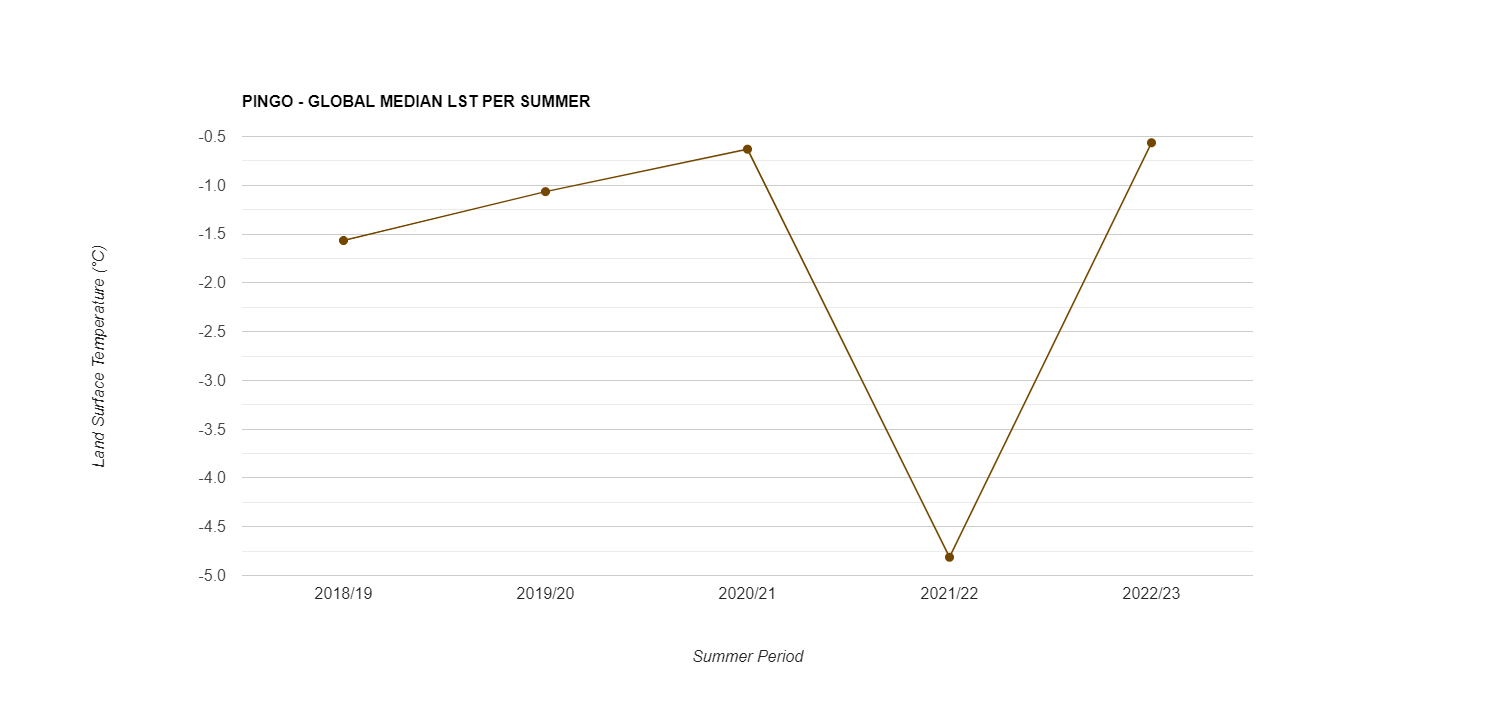 PINGO - GLOBAL MEDIAN LST PER SUMMER
-0.5
-1.0
-1.5
-2.0
-2.5
-3.0
-3.5
-4.0
-4.5
-5.0
Land Surface Temperature (°C)
2018/19 2019/20 2020/21 2021/22 2022/23
Summer Period